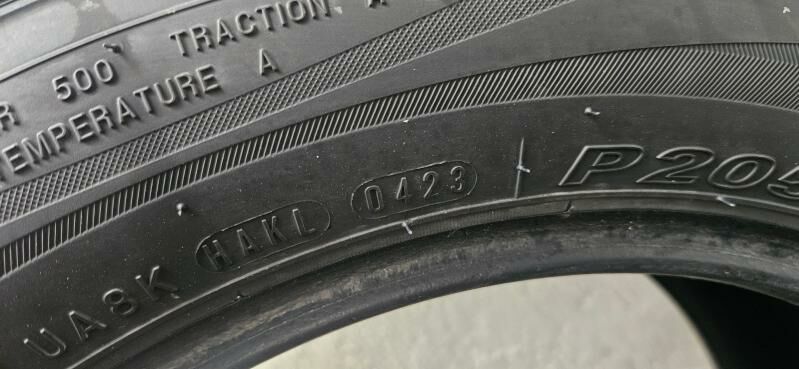 R 500 TRACTION A
TEMPERATURE A
UA8K HAKL 0423 P205